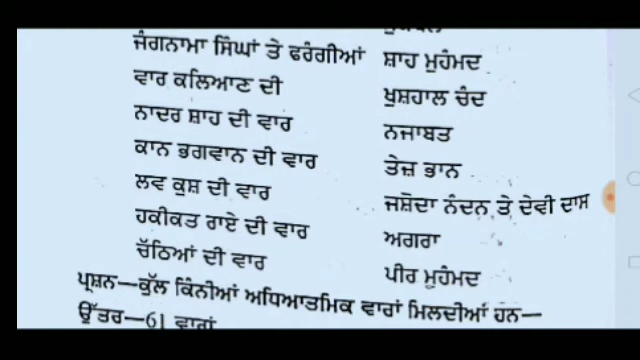 ਜੰਗਨਾਮਾ ਸਿੰਘਾਂ ਤੇ ਫਰੰਗੀਆਂ ਸ਼ਾਹ ਮੁਹੰਮਦ
ਵਾਰ ਕਲਿਆਣ ਦੀ ਖੁਸ਼ਹਾਲ ਚੰਦ
ਨਾਦਰ ਸ਼ਾਹ ਦੀ ਵਾਰ ਨਜਾਬਤ
ਕਾਨ ਭਗਵਾਨ ਦੀ ਵਾਰ ਤੇਜ਼ ਭਾਨ
ਲਵ ਕੁਸ਼ ਦੀ ਵਾਰ ਜਸ਼ੋਦਾ ਨੰਦਨ ਤੇ ਦੇਵੀ ਦਾਸ
ਹਕੀਕਤ ਰਾਏ ਦੀ ਵਾਰ ਅਗਰਾ
ਚੱਠਿਆਂ ਦੀ ਵਾਰ ਪੀਰ ਮੁਹੰਮਦ
ਪ੍ਰਸ਼ਨ—ਕੁੱਲ ਕਿੰਨੀਆਂ ਅਧਿਆਤਮਿਕ ਵਾਰਾਂ ਮਿਲਦੀਆਂ ਹਨ—
ਉੱਤਰ—61 ਵਾਰਾਂ